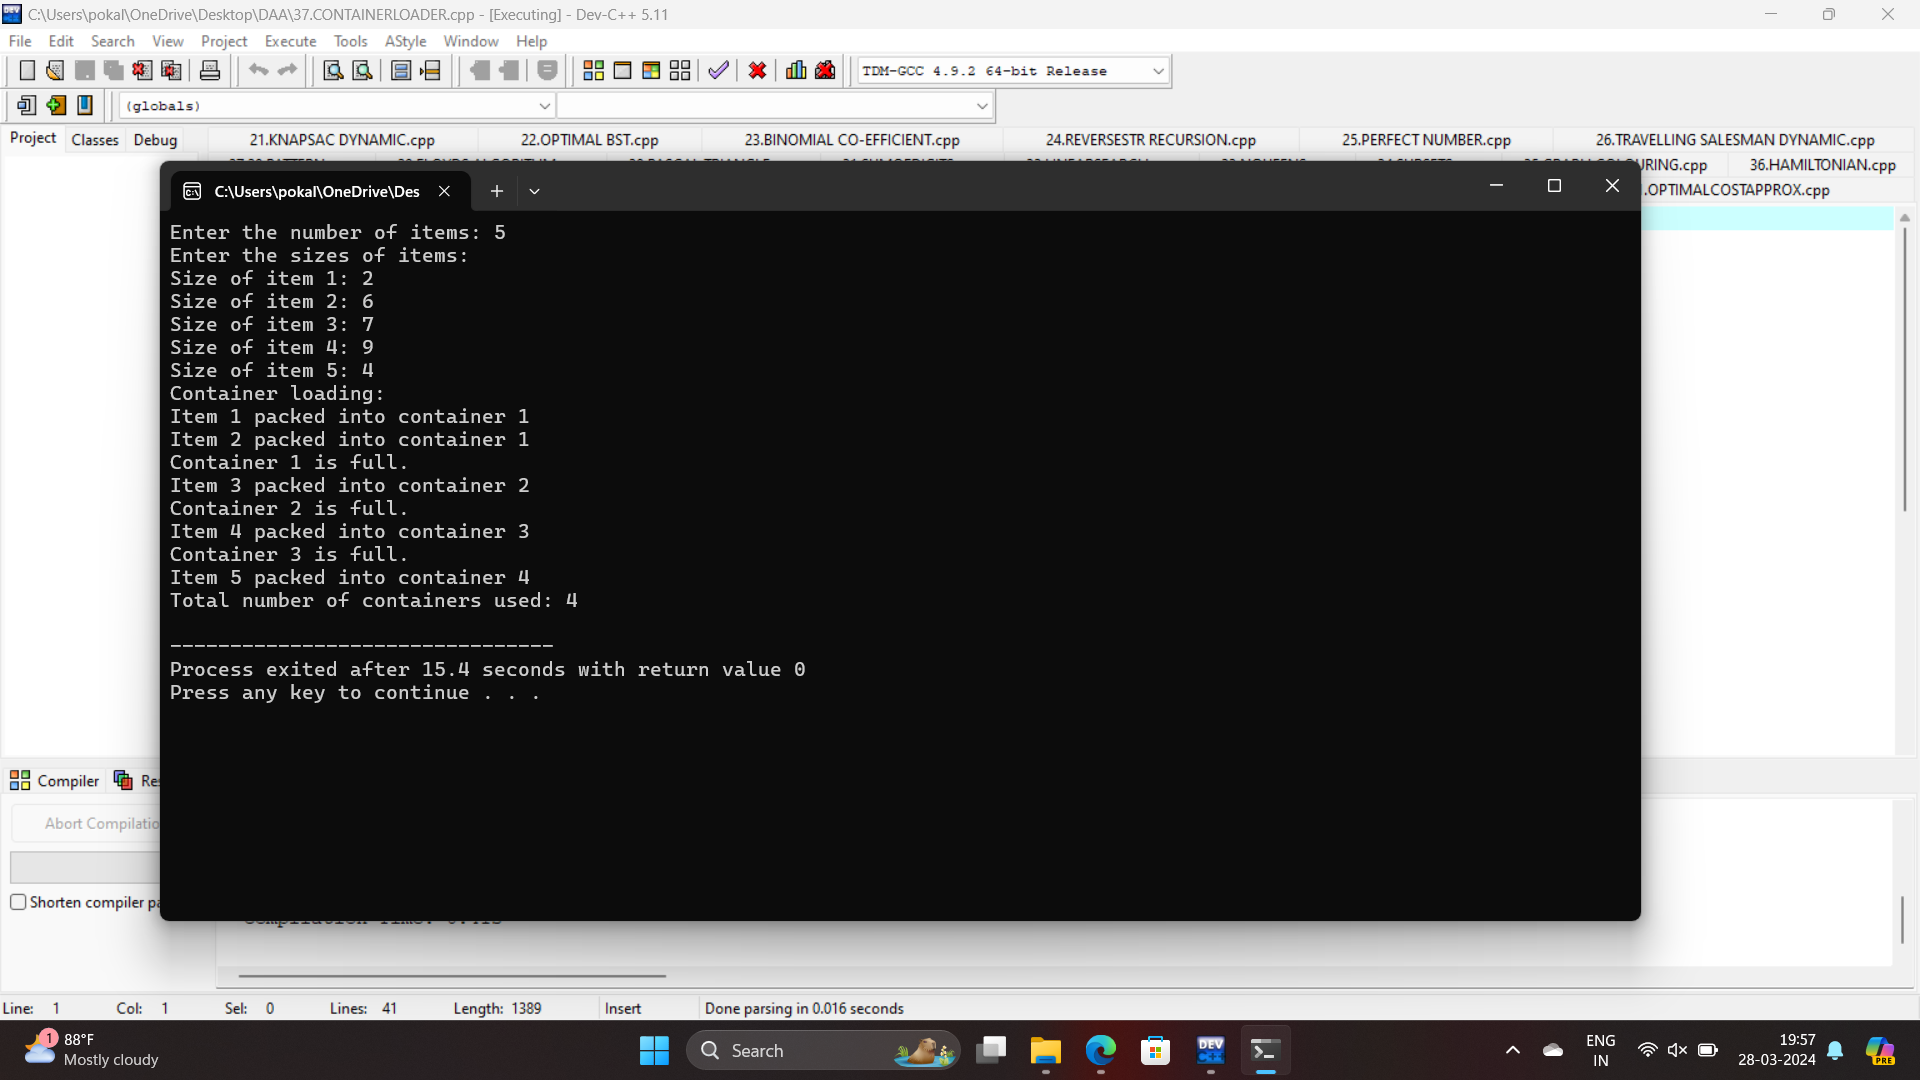 C:\Users\pokal\OneDrive\Desktop\DAA\37.CONTAINERLOADER.cpp - [Executing] - Dev-C++ 5.11
File Edit Search View Project Execute Tools AStyle Window Help
TDM-GCC 4.9.2 64-bit Release
(globals)
Project Classes Debug
21.KNAPSAC DYNAMIC.cpp 22.OPTIMAL BST.cpp 23.BINOMIAL CO-EFFICIENT.cpp 24.REVERSESTR RECURSION.cpp 25.PERFECT NUMBER.cpp 26.TRAVELLING SALESMAN DYNAMIC.cpp
36.HAMILTONIAN.cpp
.OPTIMALCOSTAPPROX.cpp
C:\Users\pokal\OneDrive\Des
Enter the number of items: 5
Enter the sizes of items:
Size of item 1: 2
Size of item 2: 6
Size of item 3: 7
Size of item 4: 9
Size of item 5: 4
Container loading:
Item 1 packed into container 1
Item 2 packed into container 1
Container 1 is full.
Item 3 packed into container 2
Container 2 is full.
Item 4 packed into container 3
Container 3 is full.
Item 5 packed into container 4
Total number of containers used: 4
--------------------------------
Process exited after 15.4 seconds with return value 0
Press any key to continue . . .
Compiler Res
Abort Compilatio
Shorten compiler pa
Line: 1 Col: 1 Sel: 0 Lines: 41 Length: 1389 Insert Done parsing in 0.016 seconds
1
88°F
Mostly cloudy
Search
DEV
ENG
IN
19:57
28-03-2024
PRE